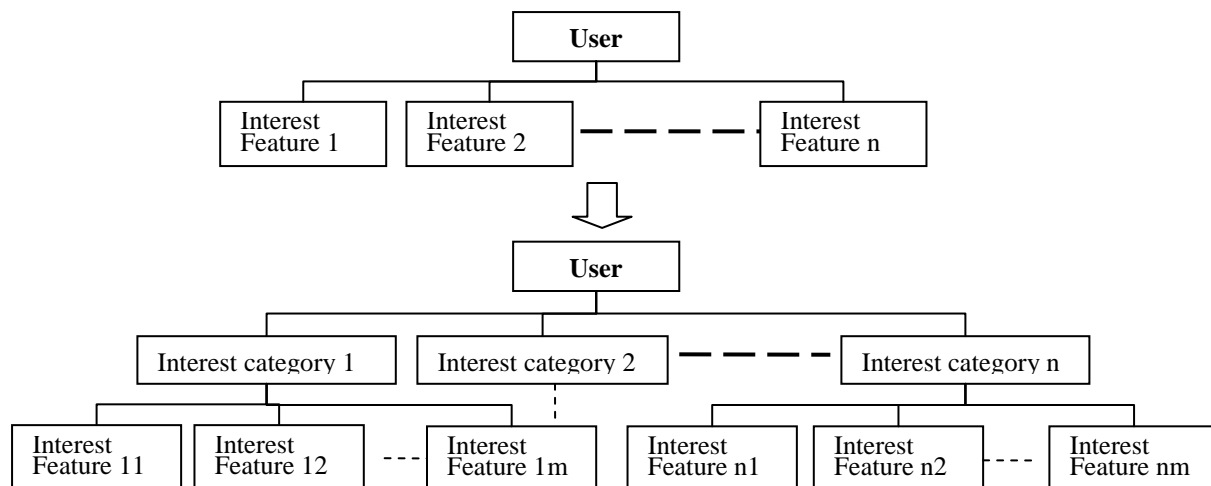 User
Interest
Feature 1
Interest
Feature 2
Interest
Feature n
User
Interest category 1
Interest category 2
Interest category n
Interest
Feature 11
Interest
Feature 12
Interest
Feature 1m
Interest
Feature n1
Interest
Feature n2
Interest
Feature nm